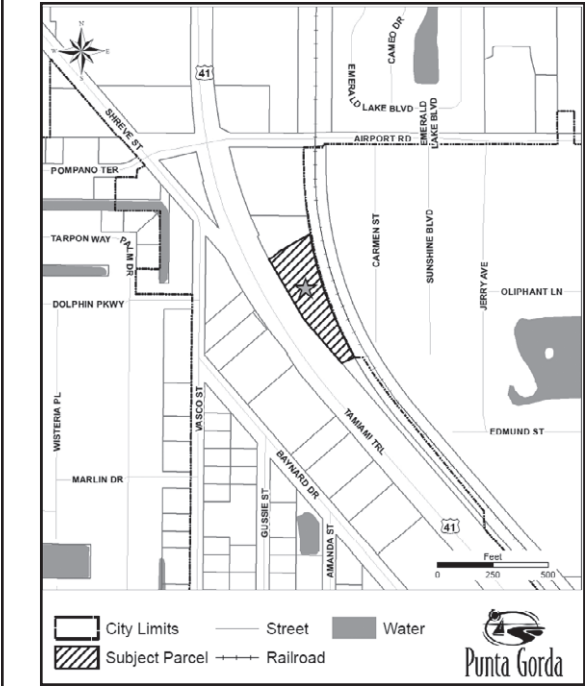 N
W
E
S
41
CAMEO DR
EMERALD
LAKE BLVD
EMERALD
LAKE BLVD
SHREVE ST
AIRPORT RD
POMPANO TER
TARPON WAY
PALM DR
CARMEN ST
SUNSHINE BLVD
JERRY AVE
OLIPHANT LN
DOLPHIN PKWY
WISTERIA PL
VASCO ST
TAMIAMI TRL
EDMUND ST
BAYNARD DR
MARLIN DR
GUSSIE ST
AMANDA ST
41
Feet
0 250 500
City Limits Street Water
Subject Parcel Railroad
Punta Gorda